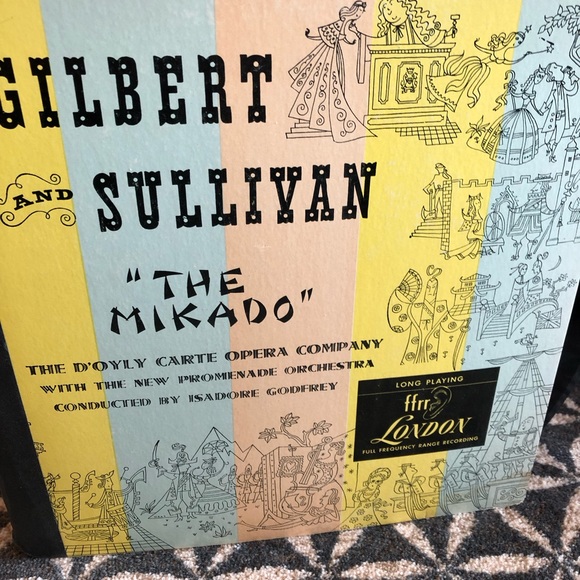 GILBERT
AND SULLIVAN
"THE
MIKADO"
THE D'OYLY CARTE OPERA COMPANY
WITH THE NEW PROMENADE ORCHESTRA
CONDUCTED BY ISADORE GODFREY
LONG PLAYING
ffrr
LONDON
FULL FREQUENCY RANGE RECORDING